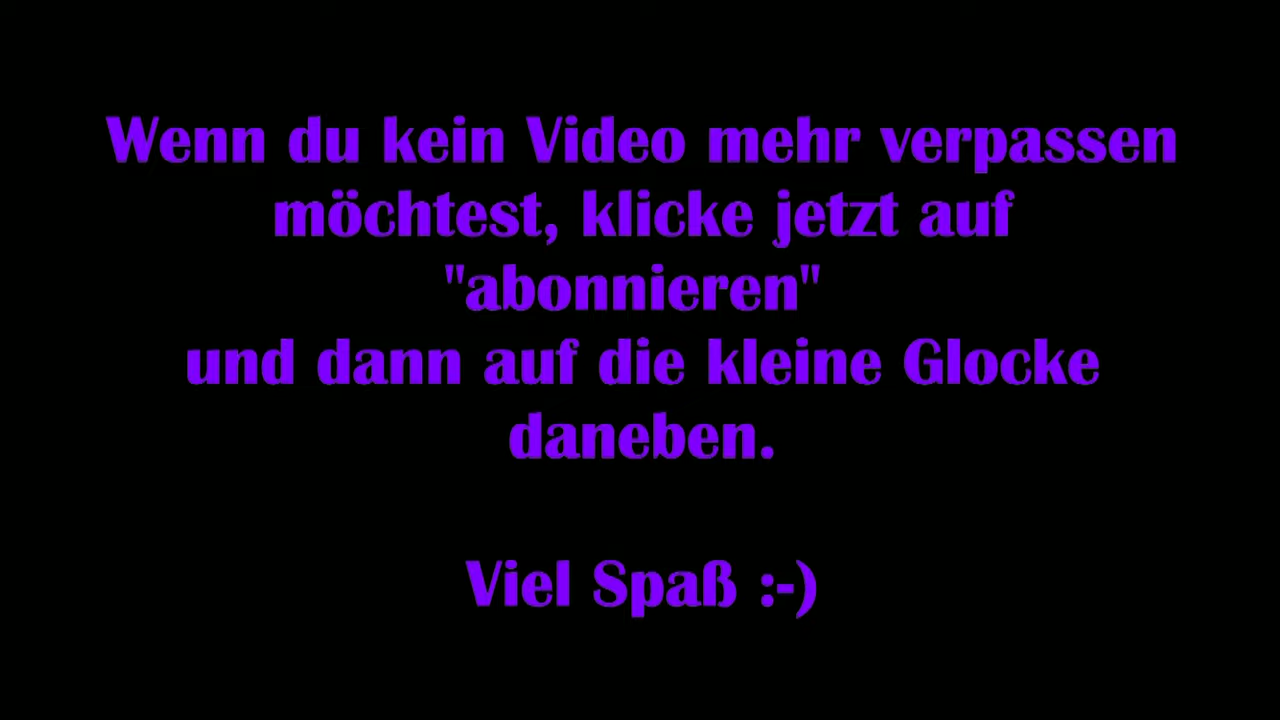 Wenn du kein Video mehr verpassen
möchtest, klicke jetzt auf
"abonnieren"
und dann auf die kleine Glocke
daneben.
Viel Spaß :-)